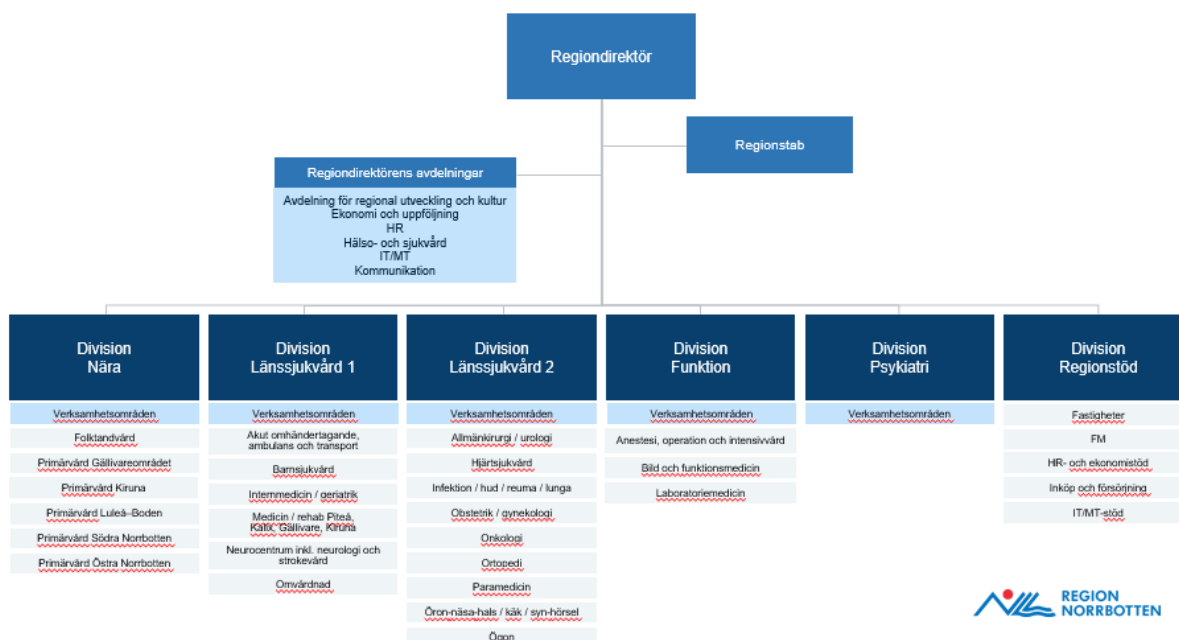 Regiondirektör
Regionstab
Regiondirektörens avdelningar
Avdelning för regional utveckling och kultur
Ekonomi och uppföljning
HR
Hälso- och sjukvård
IT/MT
Kommunikation
Division
Nära
Verksamhetsområden
Folktandvård
Primärvård Gällivareområdet
Primärvård Kiruna
Primärvård Luleå–Boden
Primärvård Södra Norrbotten
Primärvård Östra Norrbotten
Division
Länssjukvård 1
Verksamhetsområden
Akut omhändertagande,
ambulans och transport
Barnsjukvård
Internmedicin / geriatrik
Medicin / rehab Piteå,
Kalix, Gällivare, Kiruna
Neurocentrum inkl. neurologi och
strokevård
Omvårdnad
Division
Länssjukvård 2
Verksamhetsområden
Allmänkirurgi / urologi
Hjärtsjukvård
Infektion / hud / reuma / lunga
Obstetrik / gynekologi
Onkologi
Ortopedi
Paramedicin
Öron-näsa-hals / käk / syn-hörsel
Ögon
Division
Funktion
Verksamhetsområden
Anestesi, operation och intensivvård
Bild och funktionsmedicin
Laboratoriemedicin
Division
Psykiatri
Verksamhetsområden
Division
Regionstöd
Fastigheter
FM
HR- och ekonomistöd
Inköp och försörjning
IT/MT-stöd
REGION
NORRBOTTEN